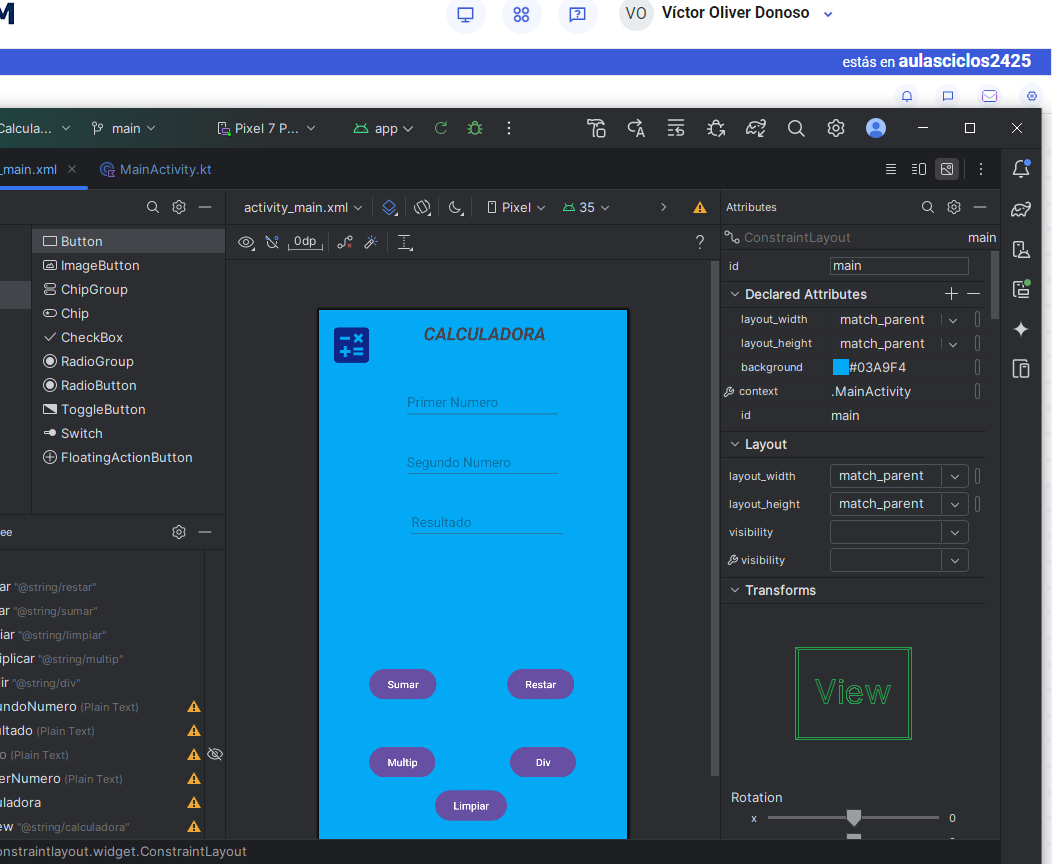 M
VO Víctor Oliver Donoso
estás en aulasciclos2425
Calcula... main Pixel 7 P... app
_main.xml MainActivity.kt
activity_main.xml Pixel 35
Attributes
0dp ?
ConstraintLayout main
Button
ImageButton
ChipGroup
Chip
CheckBox
RadioGroup
RadioButton
ToggleButton
Switch
FloatingActionButton
id main
Declared Attributes
layout_width match_parent
layout_height match_parent
background #03A9F4
context .MainActivity
id main
Layout
layout_width match_parent
layout_height match_parent
visibility
visibility
Transforms
View
Rotation
x 0
CALCULADORA
Primer Numero
Segundo Numero
Resultado
Sumar Restar
Multip Div
Limpiar
ee
ar "@string/restar"
ar "@string/sumar"
iar "@string/limpiar"
iplicar "@string/multip"
ir "@string/div"
undoNumero (Plain Text)
ultado (Plain Text)
o (Plain Text)
erNumero (Plain Text)
uladora
ew "@string/calculadora"
onstraintlayout.widget.ConstraintLayout